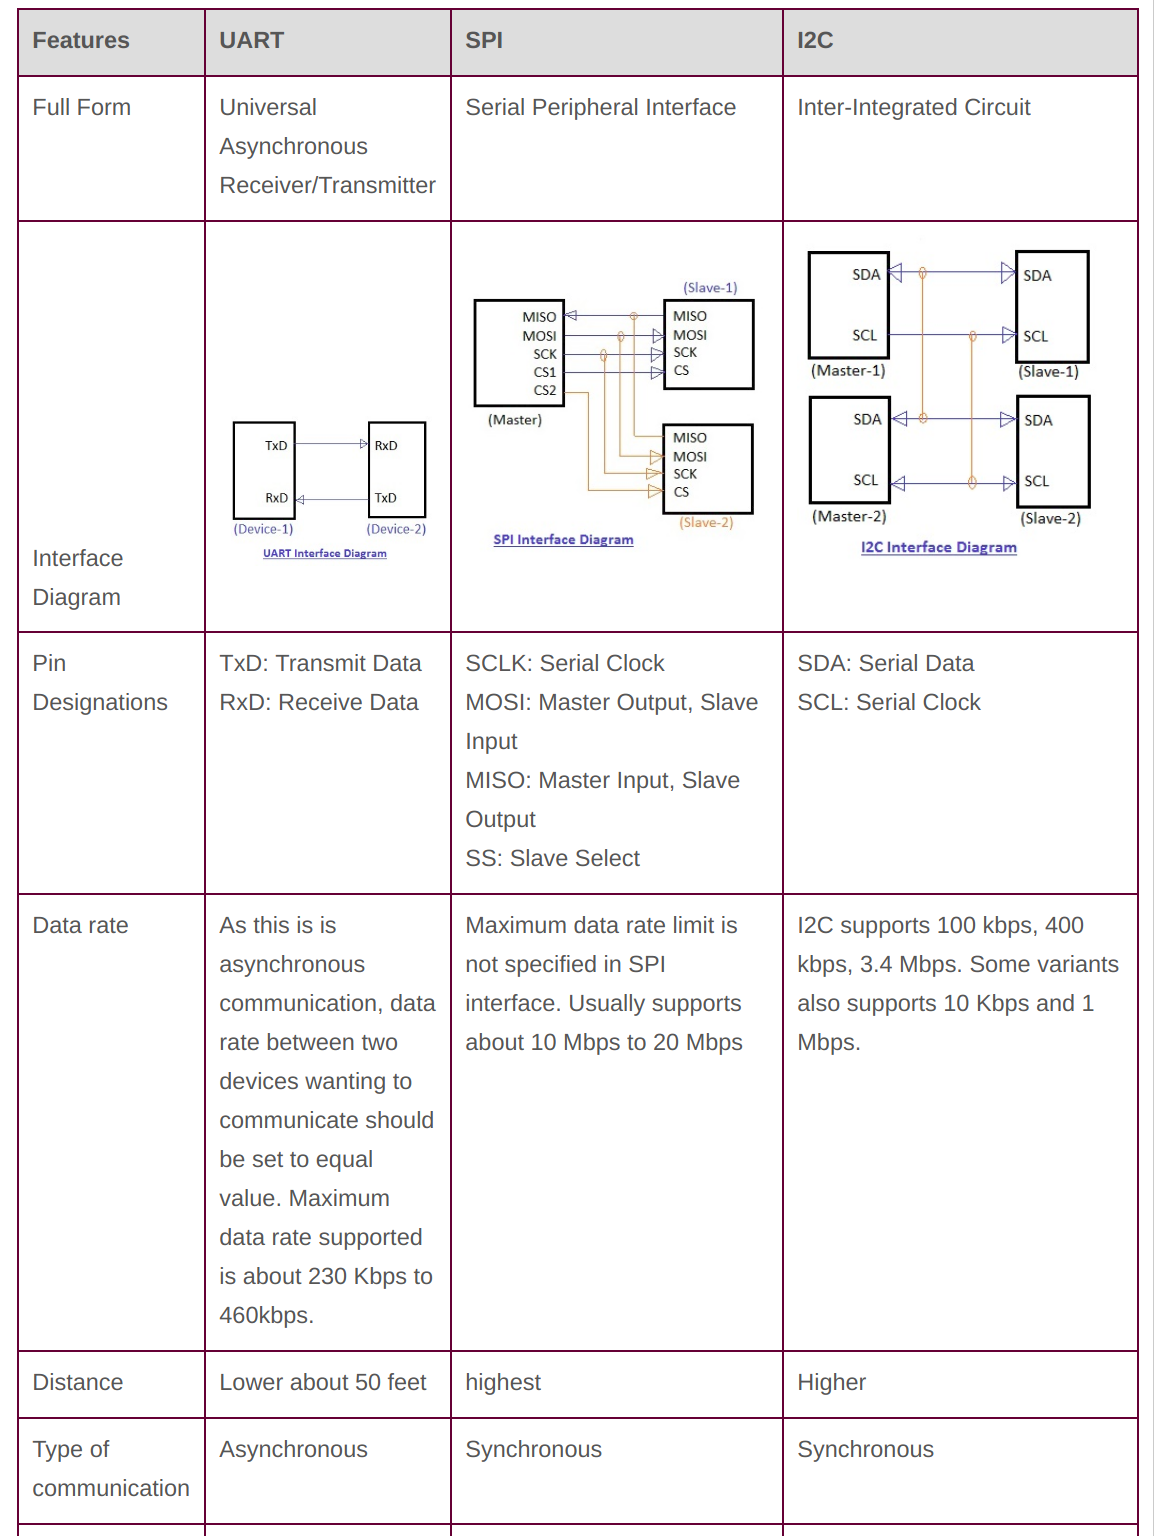 Features
UART
SPI
I2C
Full Form
Universal
Asynchronous
Receiver/Transmitter
Serial Peripheral Interface
Inter-Integrated Circuit
Interface
Diagram
TxD
RxD
RxD
TxD
(Device-1)
(Device-2)
UART Interface Diagram
(Slave-1)
MISO
MOSI
SCK
CS1
CS2
(Master)
MISO
MOSI
SCK
CS
MISO
MOSI
SCK
CS
(Slave-2)
SPI Interface Diagram
SDA
SCL
(Master-1)
SDA
SCL
(Slave-1)
SDA
SCL
(Master-2)
SDA
SCL
(Slave-2)
I2C Interface Diagram
Pin
Designations
TxD: Transmit Data
RxD: Receive Data
SCLK: Serial Clock
MOSI: Master Output, Slave
Input
MISO: Master Input, Slave
Output
SS: Slave Select
SDA: Serial Data
SCL: Serial Clock
Data rate
As this is is
asynchronous
communication, data
rate between two
devices wanting to
communicate should
be set to equal
value. Maximum
data rate supported
is about 230 Kbps to
460kbps.
Maximum data rate limit is
not specified in SPI
interface. Usually supports
about 10 Mbps to 20 Mbps
I2C supports 100 kbps, 400
kbps, 3.4 Mbps. Some variants
also supports 10 Kbps and 1
Mbps.
Distance
Lower about 50 feet
highest
Higher
Type of
communication
Asynchronous
Synchronous
Synchronous